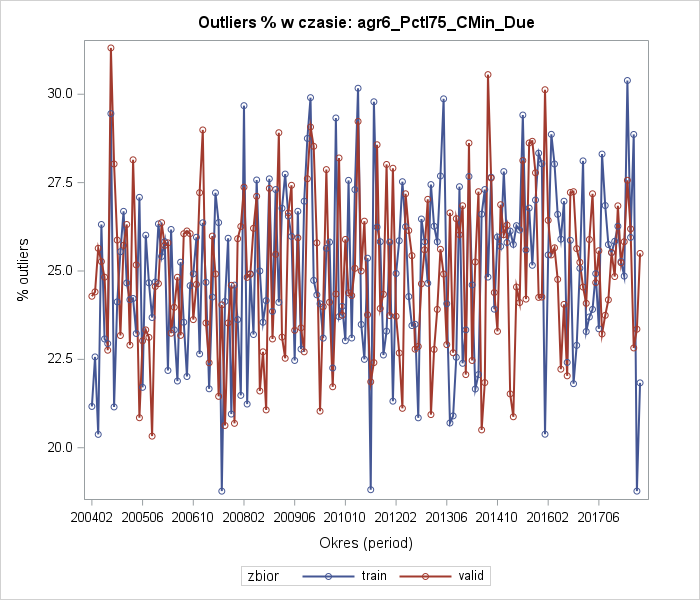 Outliers % w czasie: agr6_Pctl75_CMin_Due
30.0
27.5
25.0
22.5
20.0
% outliers
200402 200506 200610 200802 200906 201010 201202 201306 201410 201602 201706
Okres (period)
zbior train valid